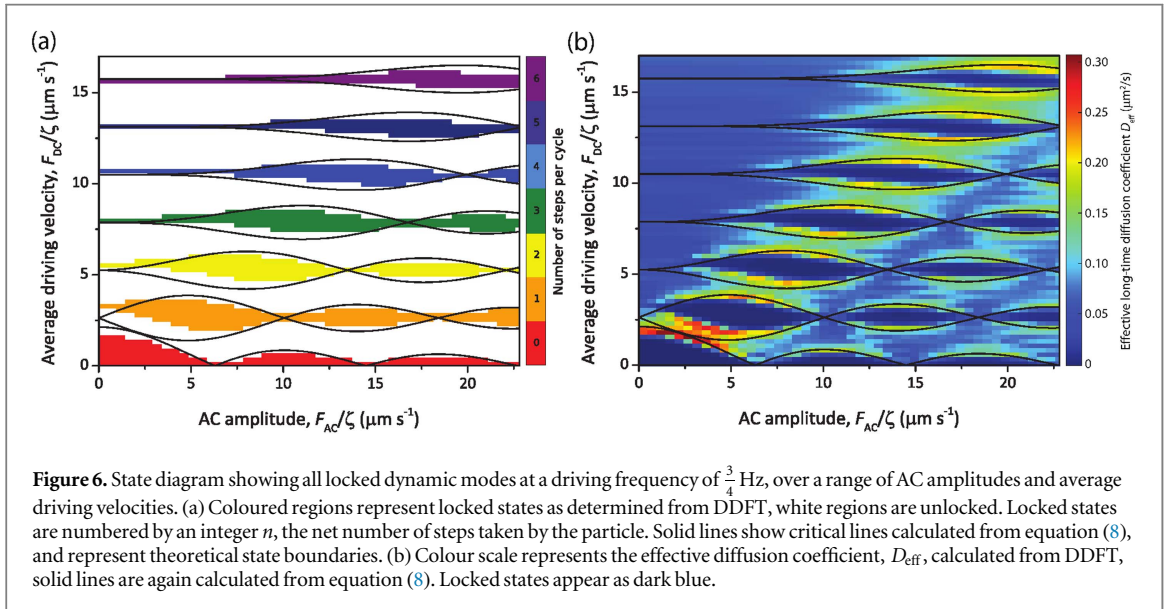 (a)
Average driving velocity, F_DC/ζ (μm s⁻¹)
15
10
5
0
0 5 10 15 20
AC amplitude, F_AC/ζ (μm s⁻¹)
6
5
4
3
2
1
0
Number of steps per cycle
(b)
Average driving velocity, F_DC/ζ (μm s⁻¹)
15
10
5
0
0 5 10 15 20
AC amplitude, F_AC/ζ (μm s⁻¹)
0.30
0.25
0.20
0.15
0.10
0.05
0
Effective long-time diffusion coefficient D_eff (μm²/s)
Figure 6. State diagram showing all locked dynamic modes at a driving frequency of 3/4 Hz, over a range of AC amplitudes and average
driving velocities. (a) Coloured regions represent locked states as determined from DDFT, white regions are unlocked. Locked states
are numbered by an integer n, the net number of steps taken by the particle. Solid lines show critical lines calculated from equation (8),
and represent theoretical state boundaries. (b) Colour scale represents the effective diffusion coefficient, D_eff, calculated from DDFT,
solid lines are again calculated from equation (8). Locked states appear as dark blue.